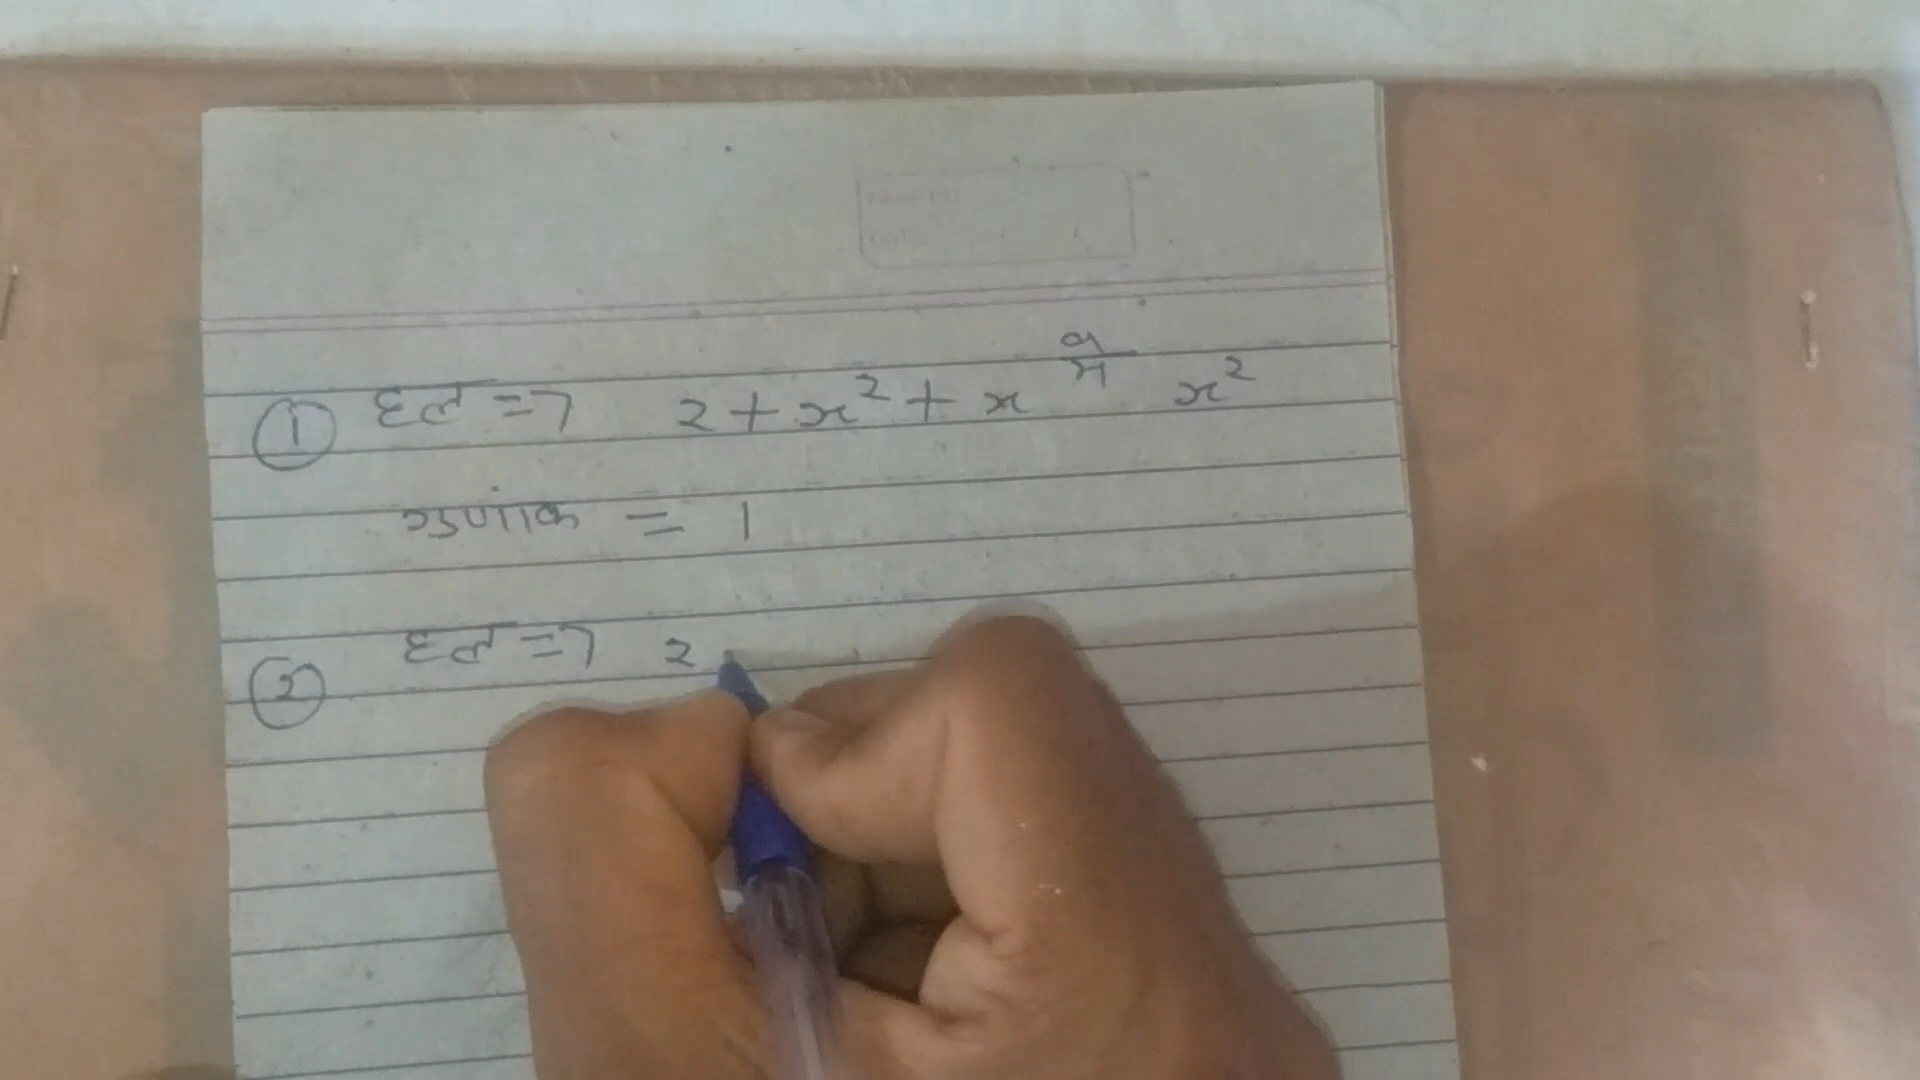 ① हल => 2 + x² + x में x²
गुणांक = 1
② हल => 2